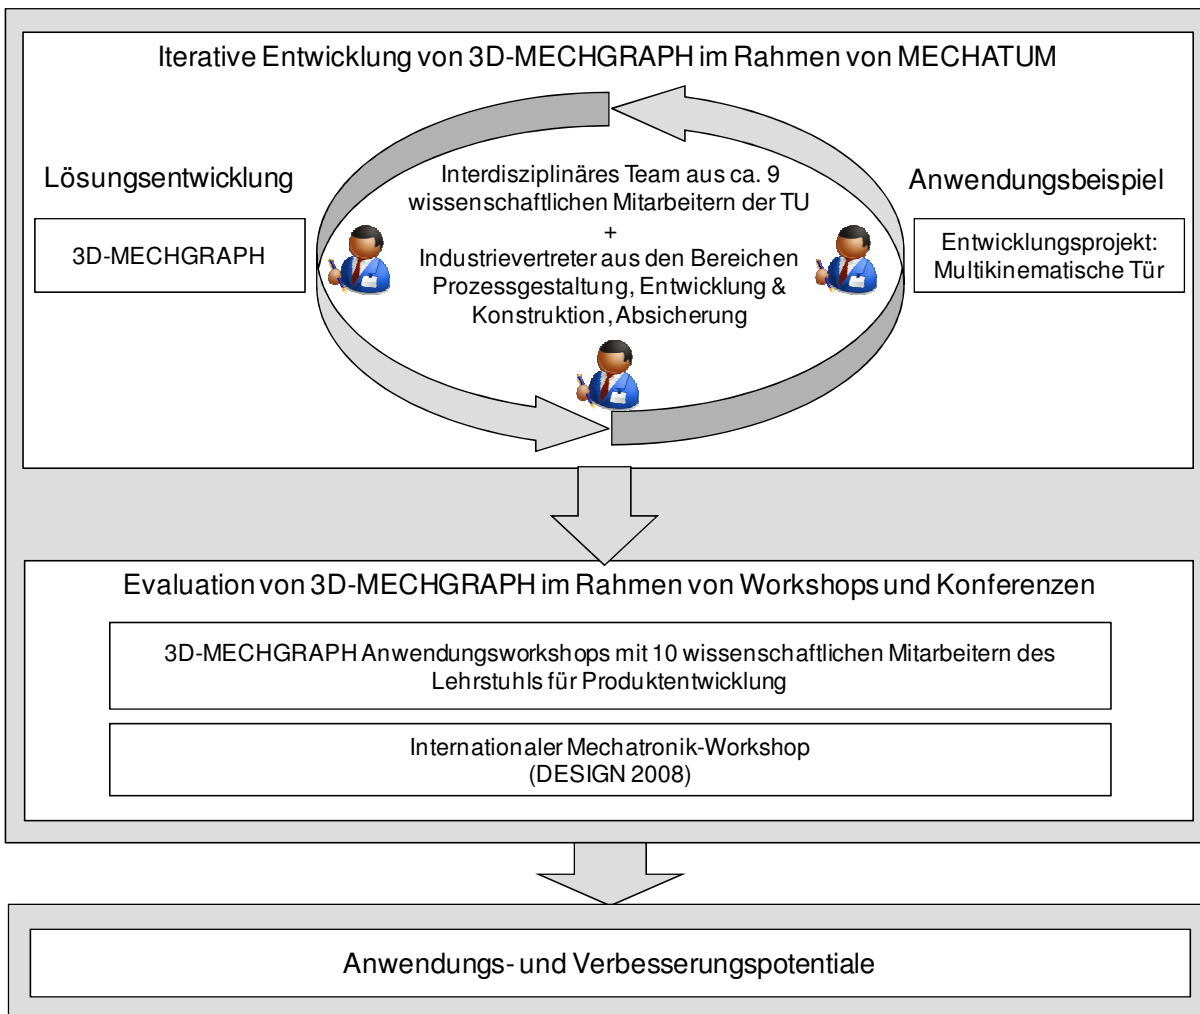 Iterative Entwicklung von 3D-MECHGRAPH im Rahmen von MECHATUM
Lösungsentwicklung
3D-MECHGRAPH
Interdisziplinäres Team aus ca. 9
wissenschaftlichen Mitarbeitern der TU
+
Industrievertreter aus den Bereichen
Prozessgestaltung, Entwicklung &
Konstruktion, Absicherung
Anwendungsbeispiel
Entwicklungsprojekt:
Multikinematische Tür
Evaluation von 3D-MECHGRAPH im Rahmen von Workshops und Konferenzen
3D-MECHGRAPH Anwendungsworkshops mit 10 wissenschaftlichen Mitarbeitern des
Lehrstuhls für Produktentwicklung
Internationaler Mechatronik-Workshop
(DESIGN 2008)
Anwendungs- und Verbesserungspotentiale